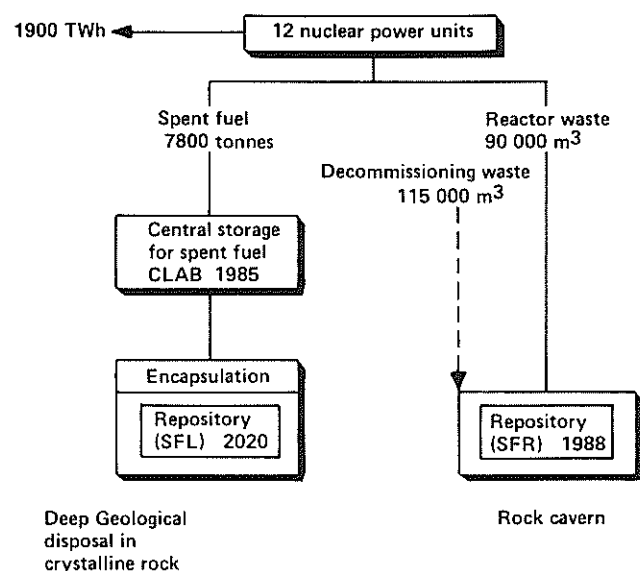 1900 TWh
12 nuclear power units
Spent fuel
7800 tonnes
Reactor waste
90 000 m³
Decommissioning waste
115 000 m³
Central storage
for spent fuel
CLAB 1985
Encapsulation
Repository
(SFL) 2020
Repository
(SFR) 1988
Deep Geological
disposal in
crystalline rock
Rock cavern